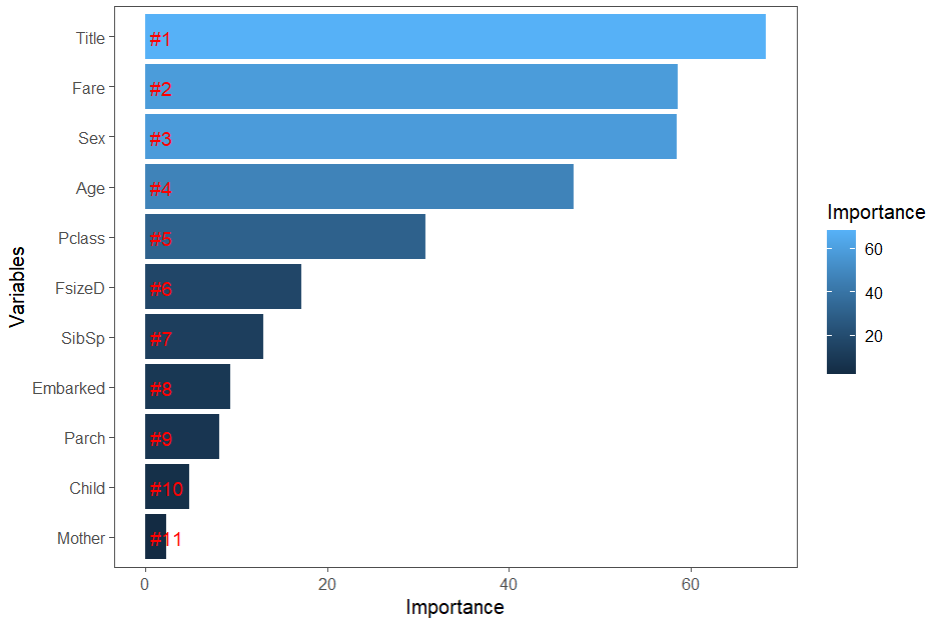 Title #1
Fare #2
Sex #3
Age #4
Pclass #5
FsizeD #6
SibSp #7
Embarked #8
Parch #9
Child #10
Mother #11
Variables
0 20 40 60
Importance
Importance
60
40
20